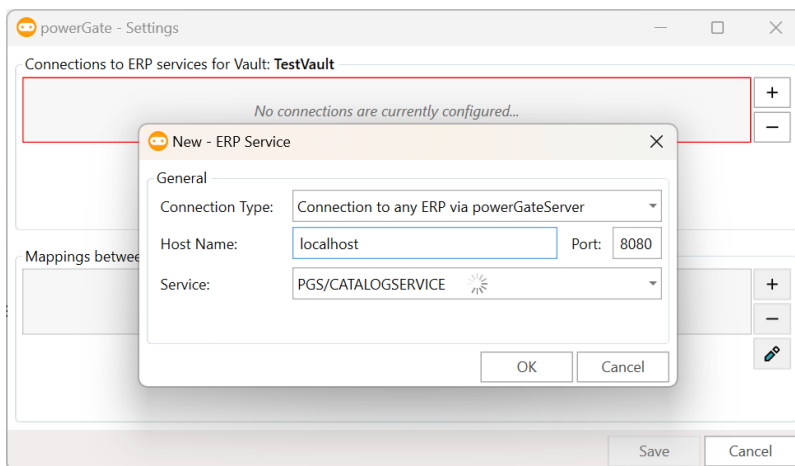 powerGate - Settings
Connections to ERP services for Vault: TestVault
No connections are currently configured...
New - ERP Service
General
Connection Type: Connection to any ERP via powerGateServer
Host Name: localhost Port: 8080
Service: PGS/CATALOGSERVICE
OK Cancel
Mappings
Save Cancel